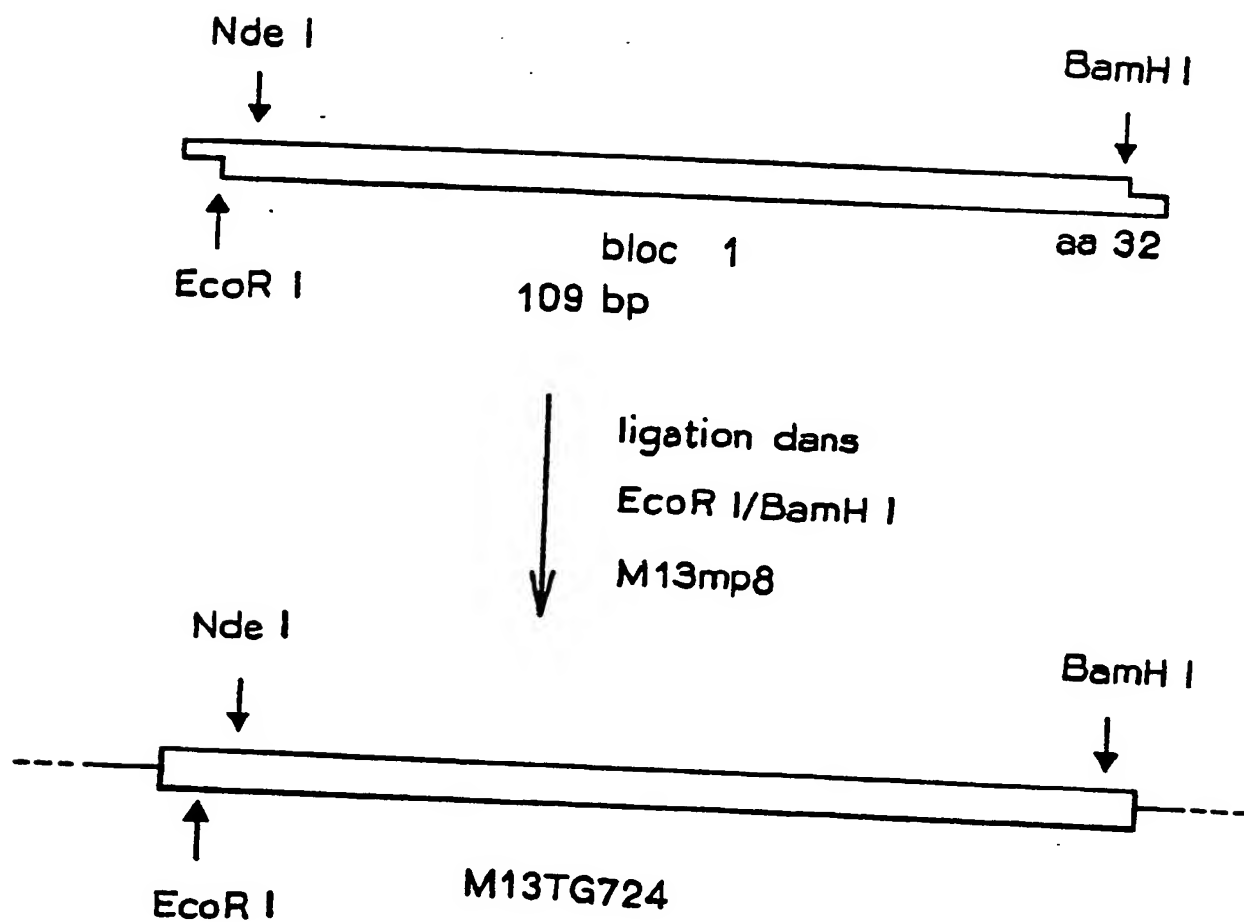 Nde I
BamH I
EcoR I
bloc 1
aa 32
109 bp
ligation dans
EcoR I/BamH I
M13mp8
Nde I
BamH I
EcoR I
M13TG724